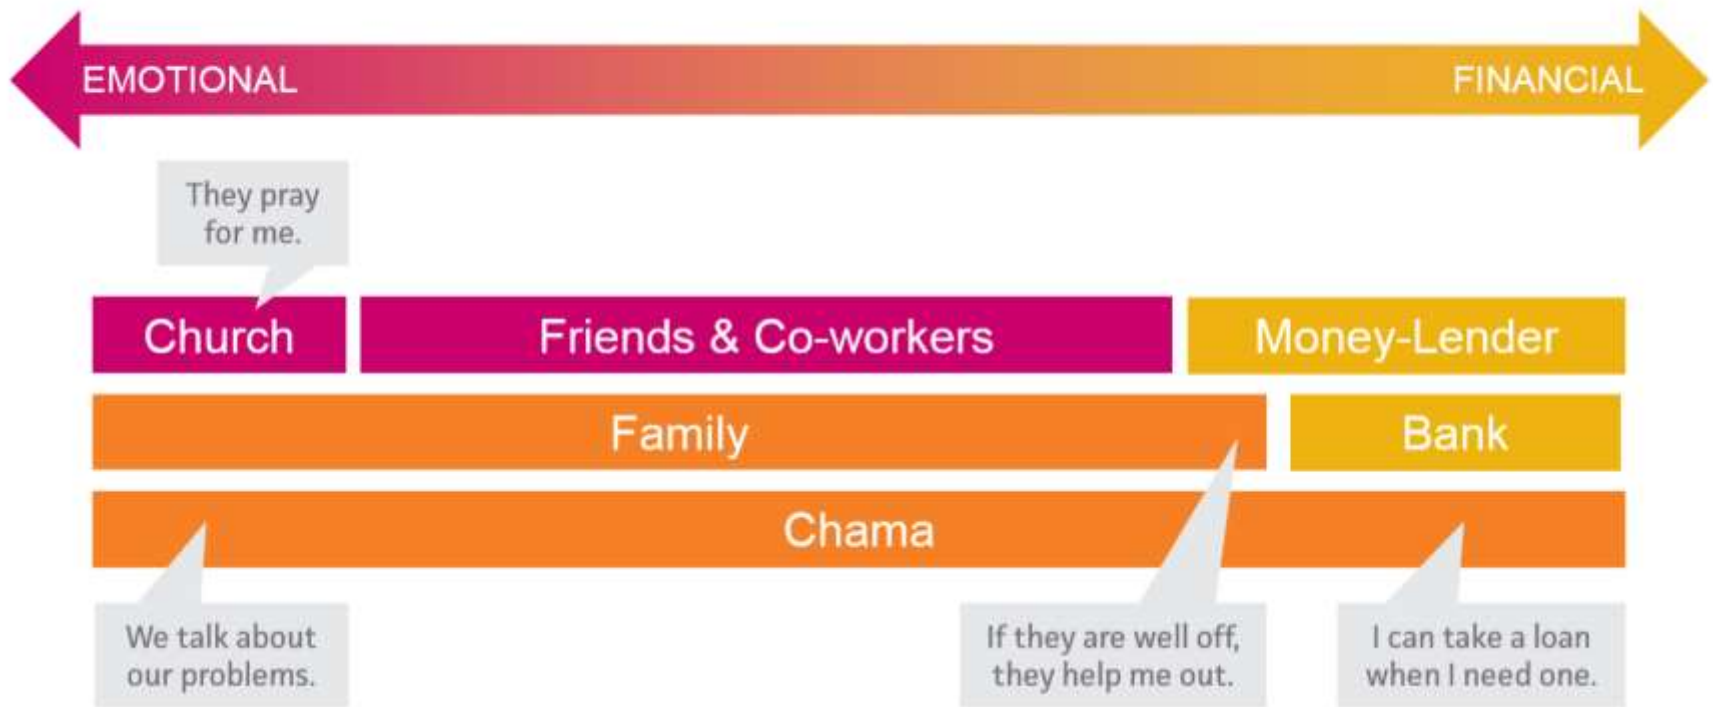 EMOTIONAL
FINANCIAL
They pray
for me.
Church
Friends & Co-workers
Money-Lender
Family
Bank
Chama
We talk about
our problems.
If they are well off,
they help me out.
I can take a loan
when I need one.